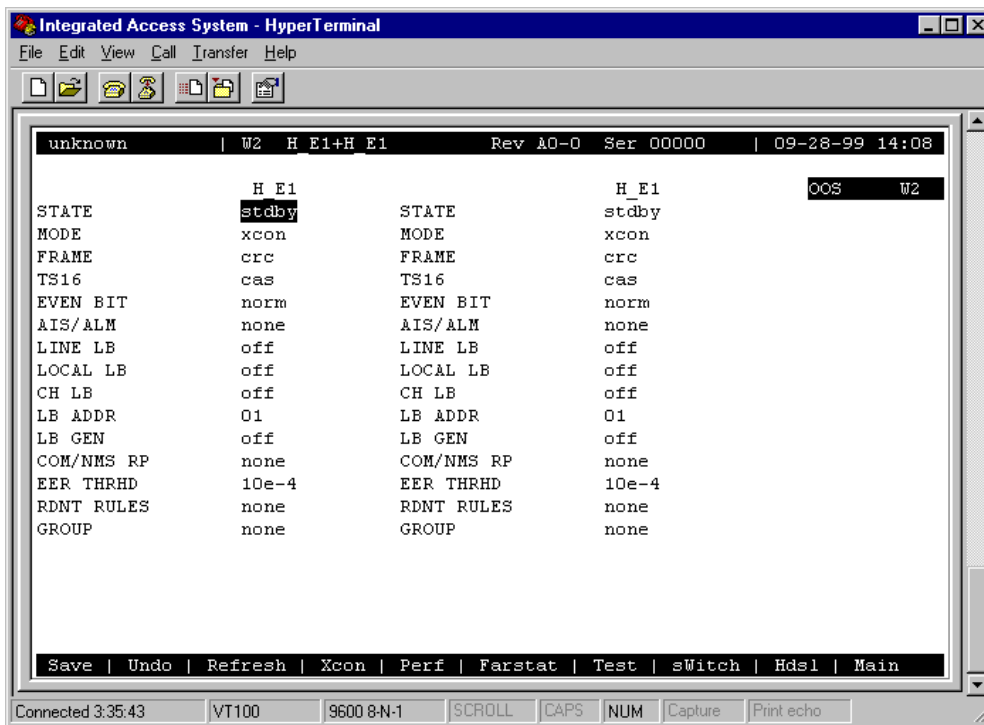 Integrated Access System - HyperTerminal
File Edit View Call Transfer Help
unknown | W2 H_E1+H_E1 Rev A0-0 Ser 00000 | 09-28-99 14:08
H_E1 H_E1 OOS W2
STATE stdby STATE stdby
MODE xcon MODE xcon
FRAME crc FRAME crc
TS16 cas TS16 cas
EVEN BIT norm EVEN BIT norm
AIS/ALM none AIS/ALM none
LINE LB off LINE LB off
LOCAL LB off LOCAL LB off
CH LB off CH LB off
LB ADDR 01 LB ADDR 01
LB GEN off LB GEN off
COM/NMS RP none COM/NMS RP none
EER THRHD 10e-4 EER THRHD 10e-4
RDNT RULES none RDNT RULES none
GROUP none GROUP none
Save | Undo | Refresh | Xcon | Perf | Farstat | Test | sWitch | Hdsl | Main
Connected 3:35:43 VT100 9600 8-N-1 SCROLL CAPS NUM Capture Print echo